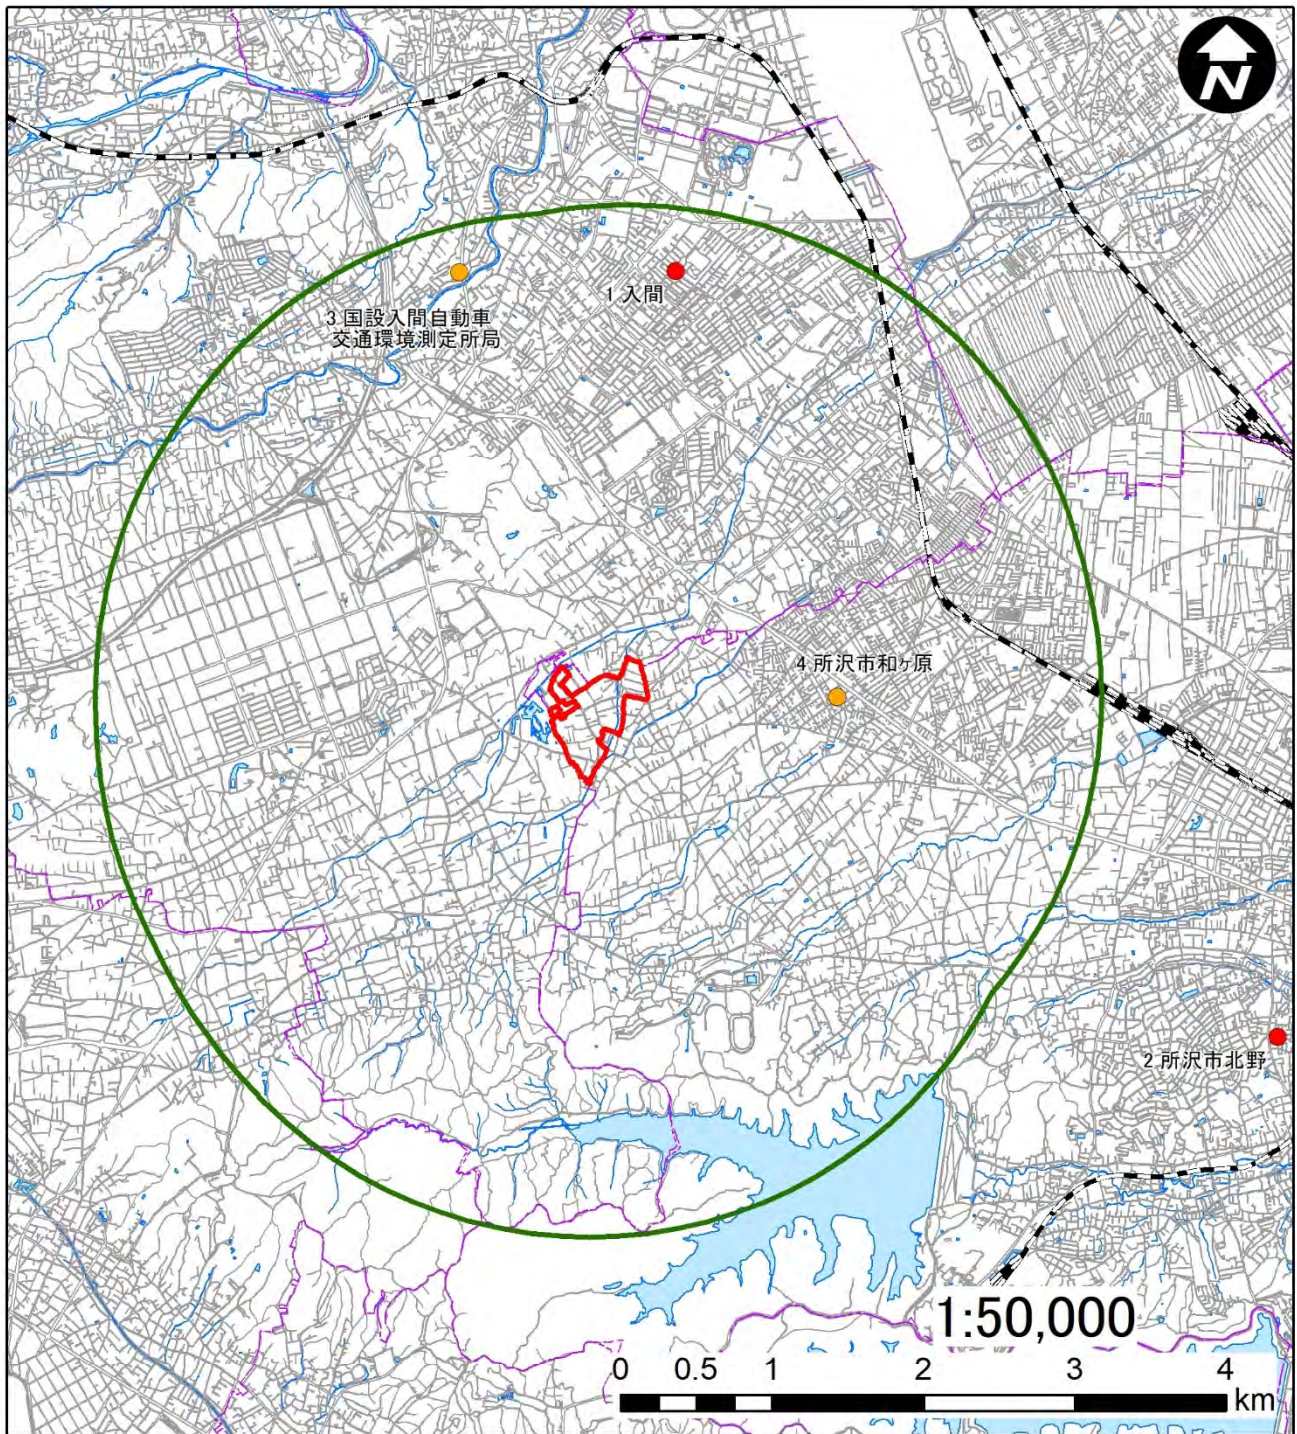 N
1 入間
3 国設入間自動車
交通環境測定所局
4 所沢市和ヶ原
2 所沢市北野
1:50,000
0 0.5 1 2 3 4
km